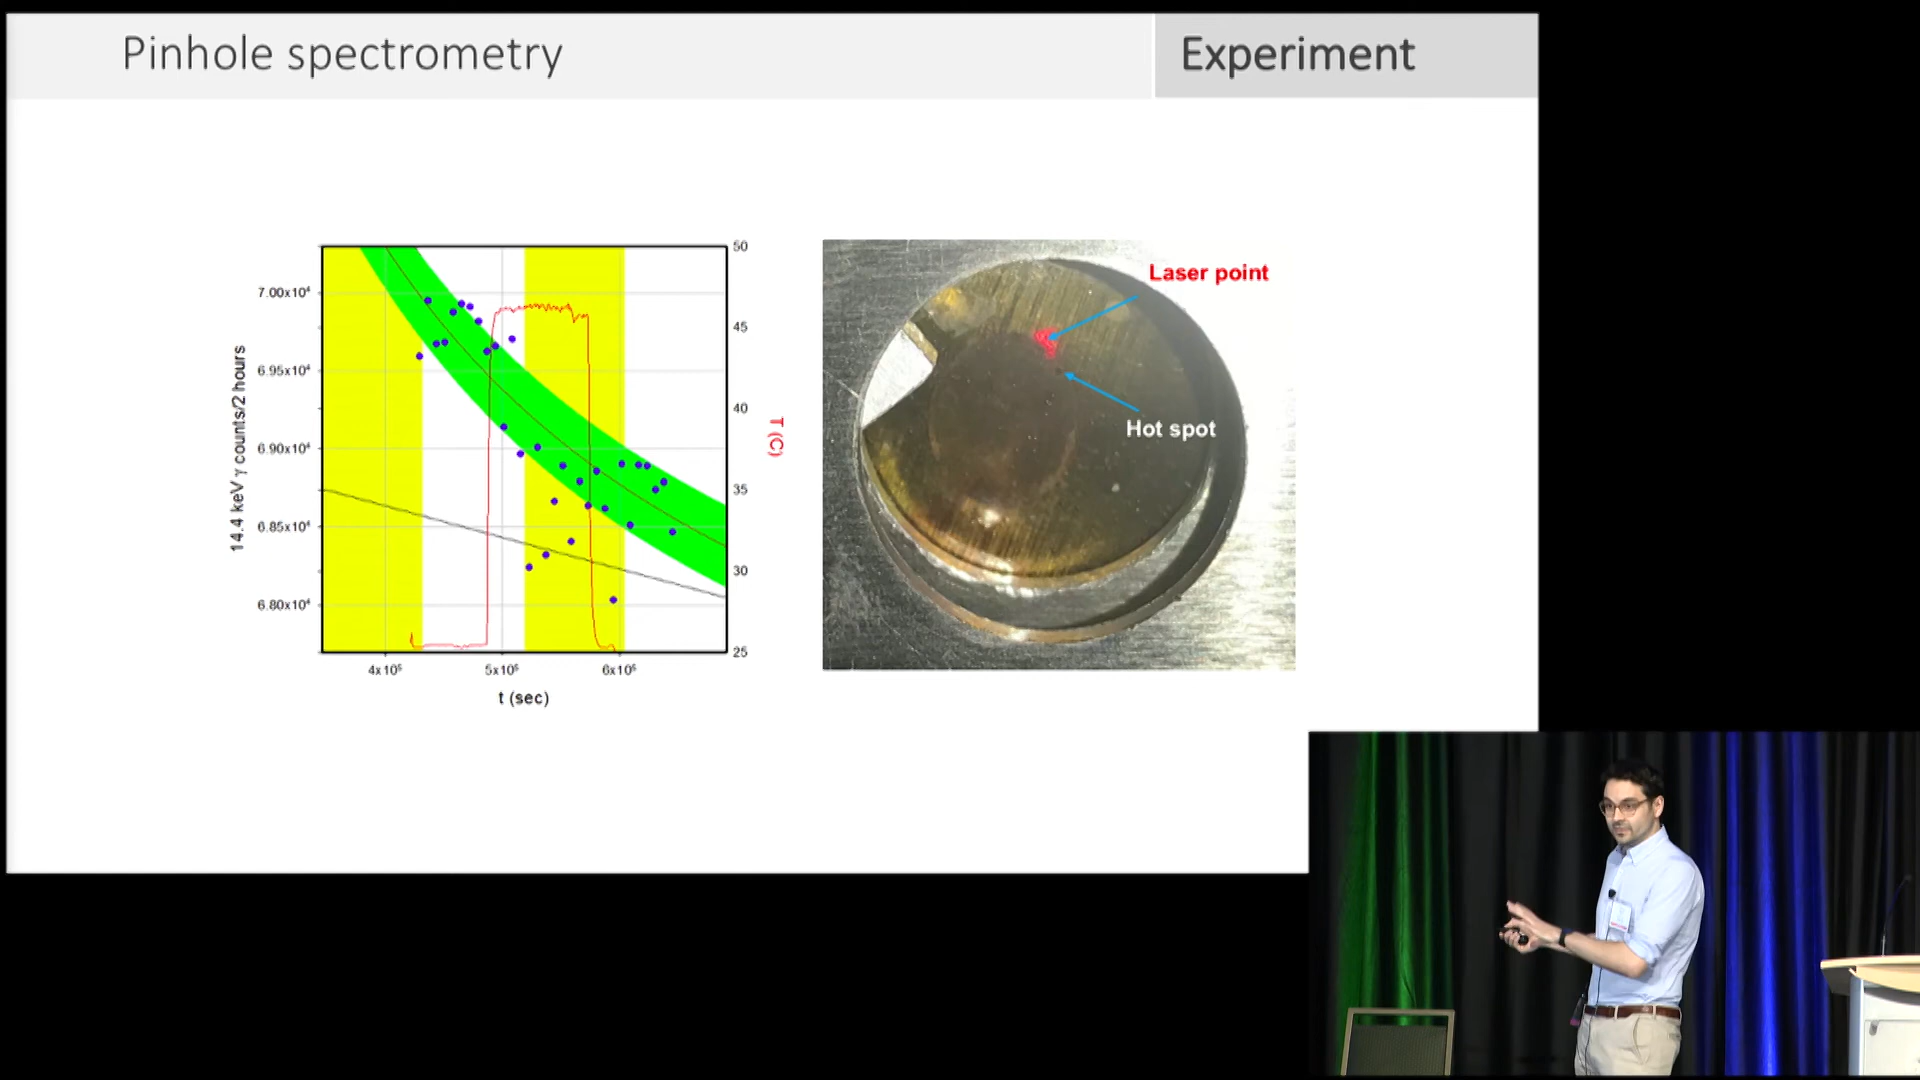 Pinhole spectrometry
Experiment
14.4 keV γ counts/2 hours
7.00x10⁴
6.95x10⁴
6.90x10⁴
6.85x10⁴
6.80x10⁴
50
45
40
35
30
25
T (C)
4x10⁵
5x10⁵
6x10⁵
t (sec)
Laser point
Hot spot